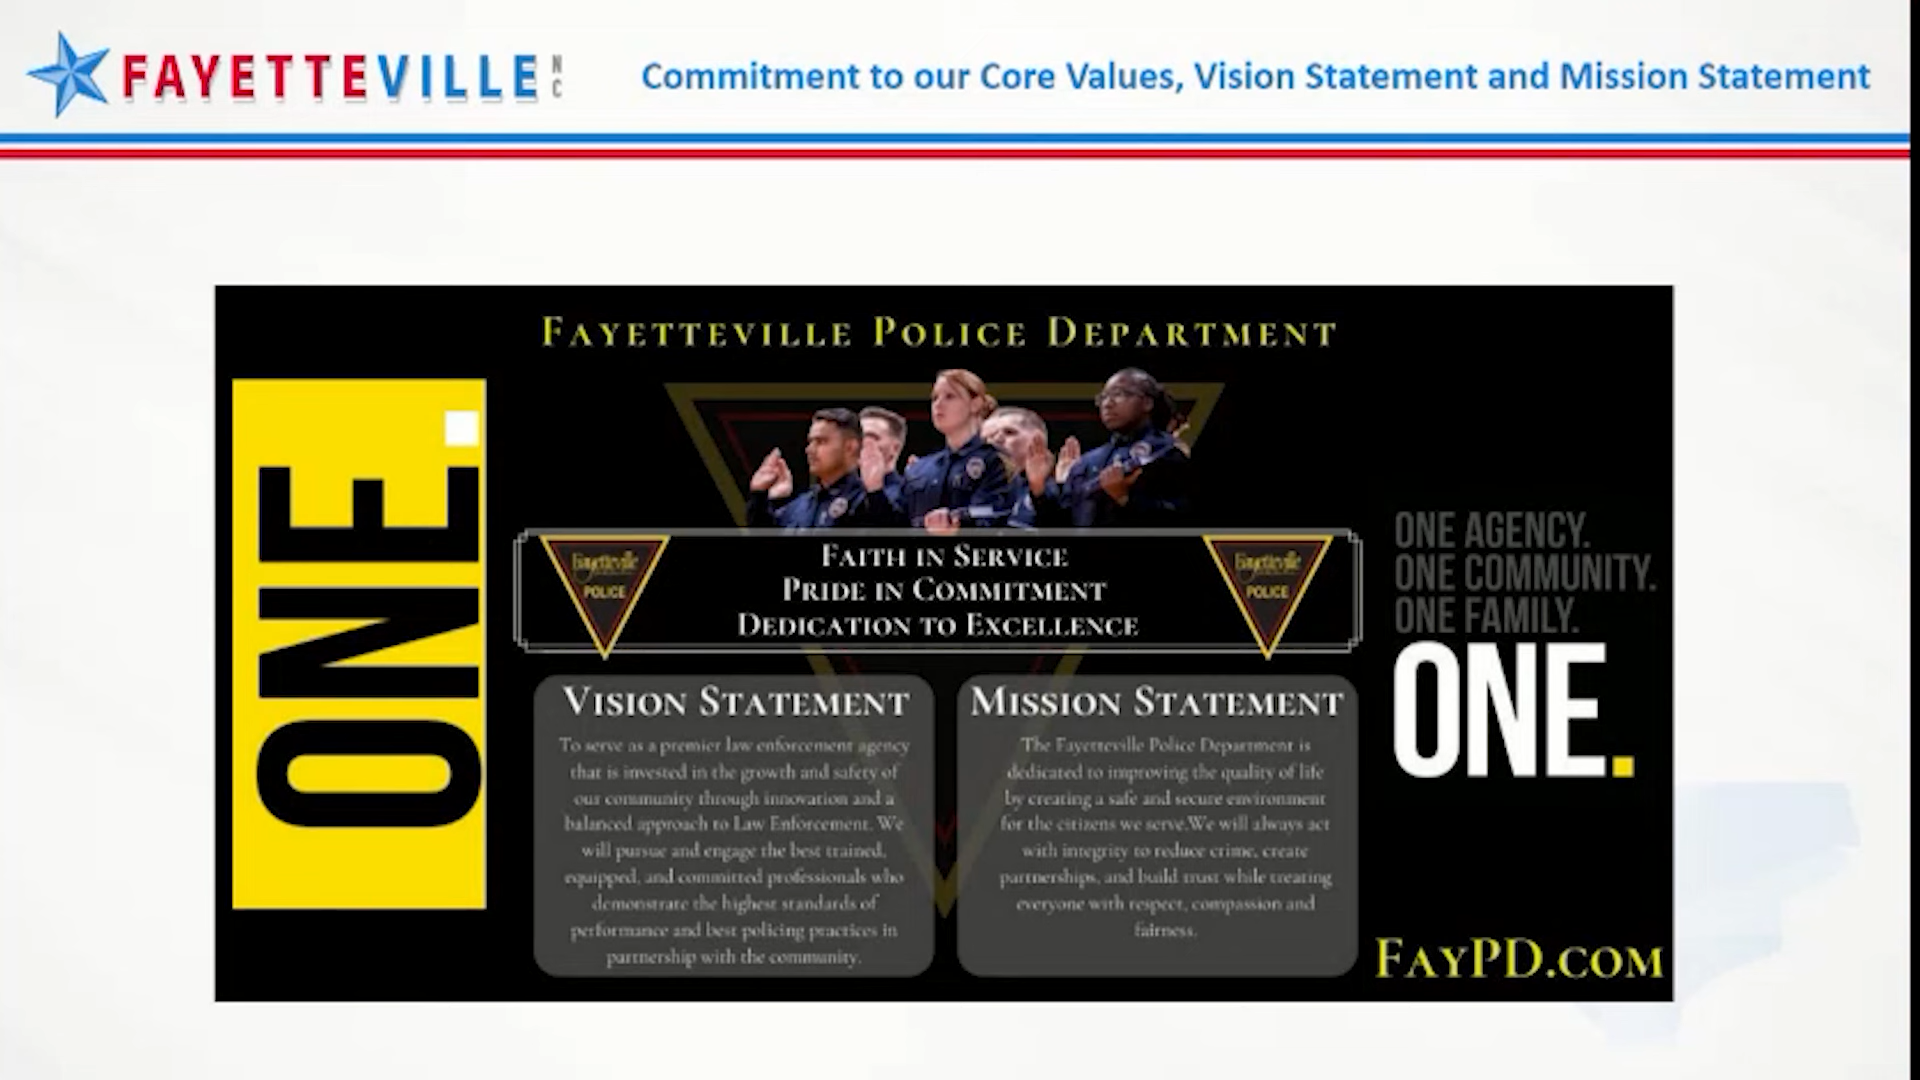 FAYETTEVILLE NC
Commitment to our Core Values, Vision Statement and Mission Statement
FAYETTEVILLE POLICE DEPARTMENT
ONE.
FAITH IN SERVICE
PRIDE IN COMMITMENT
DEDICATION TO EXCELLENCE
Fayetteville
POLICE
Fayetteville
POLICE
VISION STATEMENT
To serve as a premier law enforcement agency
that is invested in the growth and safety of
our community through innovation and a
balanced approach to Law Enforcement. We
will pursue and engage the best trained,
equipped, and committed professionals who
demonstrate the highest standards of
performance and best policing practices in
partnership with the community.
MISSION STATEMENT
The Fayetteville Police Department is
dedicated to improving the quality of life
by creating a safe and secure environment
for the citizens we serve.We will always act
with integrity to reduce crime, create
partnerships, and build trust while treating
everyone with respect, compassion and
fairness.
ONE AGENCY.
ONE COMMUNITY.
ONE FAMILY.
ONE.
FAYPD.COM